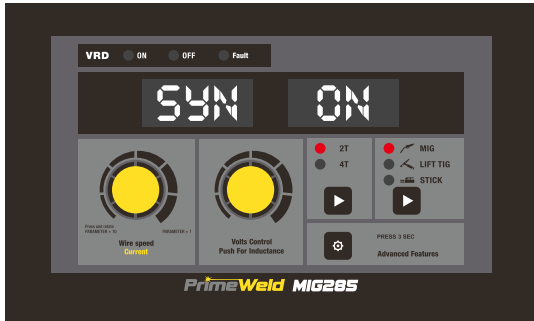 VRD ON OFF Fault
SYN ON
2T
4T
MIG
LIFT TIG
STICK
Press and rotate
PARAMETER × 10 PARAMETER × 1
Wire speed
Current
Volts Control
Push For Inductance
PRESS 3 SEC
Advanced Features
PrimeWeld MIG285